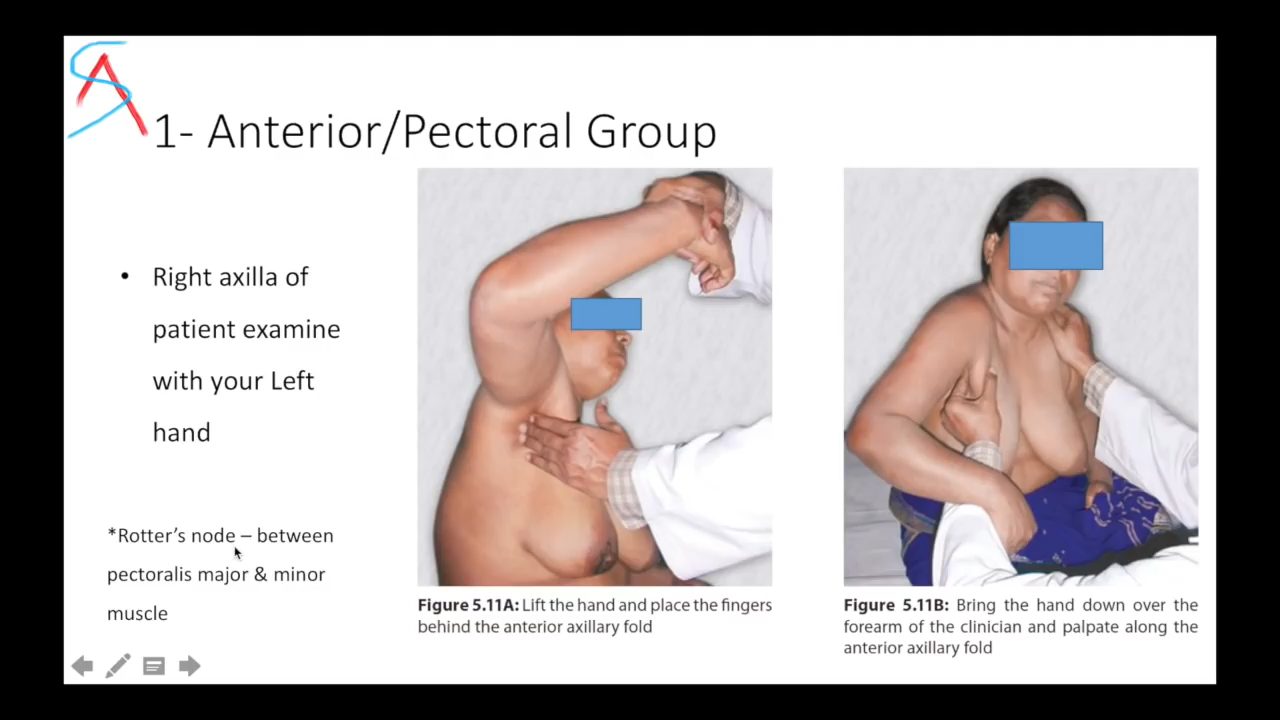 SA
1- Anterior/Pectoral Group
• Right axilla of
patient examine
with your Left
hand
*Rotter's node – between
pectoralis major & minor
muscle
Figure 5.11A: Lift the hand and place the fingers
behind the anterior axillary fold
Figure 5.11B: Bring the hand down over the
forearm of the clinician and palpate along the
anterior axillary fold